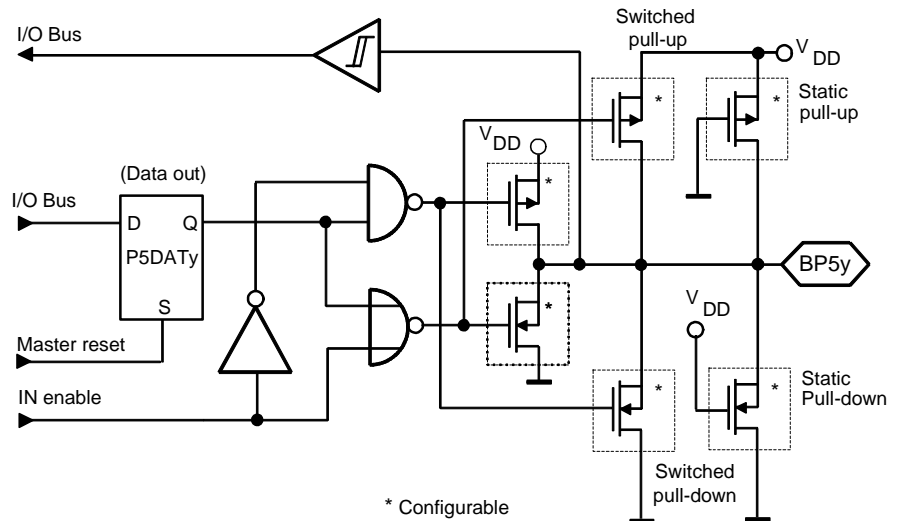 I/O Bus
Switched
pull-up
V
DD
*
*
Static
pull-up
V
DD
*
(Data out)
I/O Bus
D
Q
P5DATy
S
BP5y
V
DD
*
Master reset
IN enable
*
*
Static
Pull-down
Switched
pull-down
* Configurable